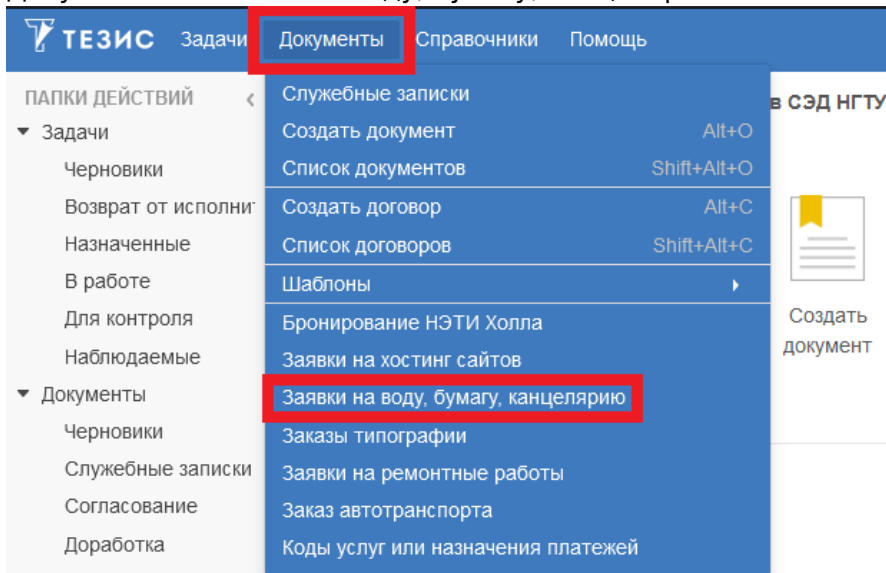 ТЕЗИС Задачи Документы Справочники Помощь
ПАПКИ ДЕЙСТВИЙ
Задачи
Черновики
Возврат от
Назначенные
В работе
Для контроля
Наблюдаемые
Документы
Черновики
Служебные записки
Согласование
Доработка
Служебные записки
Создать документ Alt+O
Список документов Shift+Alt+O
Создать договор Alt+C
Список договоров Shift+Alt+C
Шаблоны
Бронирование НЭТИ Холла
Заявки на хостинг сайтов
Заявки на воду, бумагу, канцелярию
Заказы типографии
Заявки на ремонтные работы
Заказ автотранспорта
Коды услуг или назначения платежей
в СЭД НГТУ
Создать
документ